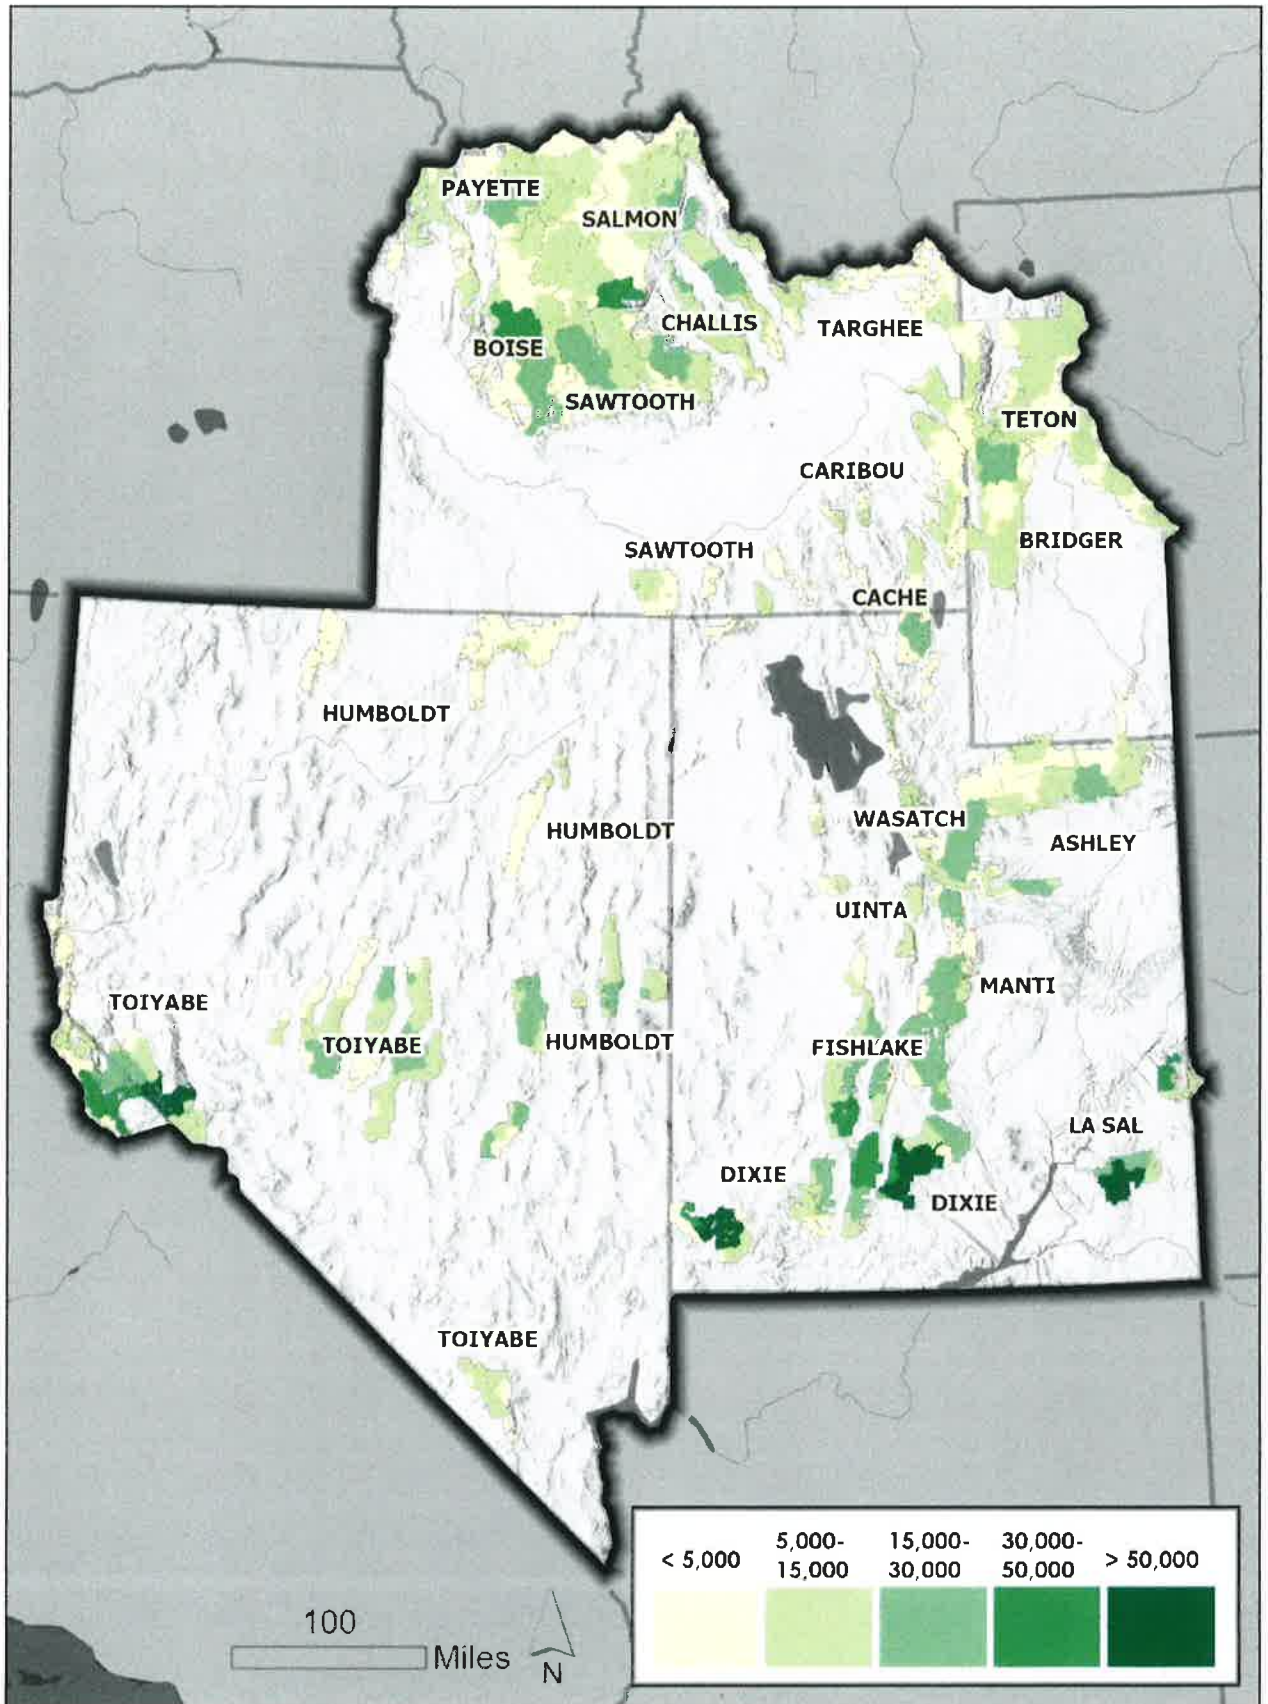 PAYETTE
SALMON
CHALLIS
TARGHEE
BOISE
SAWTOOTH
TETON
CARIBOU
BRIDGER
SAWTOOTH
CACHE
HUMBOLDT
WASATCH
HUMBOLDT
ASHLEY
UINTA
MANTI
TOIYABE
TOIYABE
HUMBOLDT
FISHLAKE
LA SAL
DIXIE
DIXIE
TOIYABE
< 5,000
5,000-
15,000
15,000-
30,000
30,000-
50,000
> 50,000
100
Miles
N